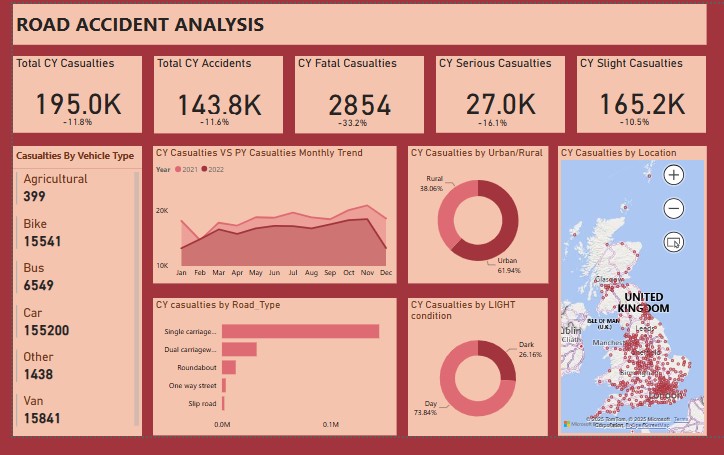 ROAD ACCIDENT ANALYSIS
Total CY Casualties
195.0K
-11.8%
Total CY Accidents
143.8K
-11.6%
CY Fatal Casualties
2854
-33.2%
CY Serious Casualties
27.0K
-16.1%
CY Slight Casualties
165.2K
-10.5%
Casualties By Vehicle Type
Agricultural
399
Bike
15541
Bus
6549
Car
155200
Other
1438
Van
15841
CY Casualties VS PY Casualties Monthly Trend
Year 2021 2022
20K
10K
Jan Feb Mar Apr May Jun Jul Aug Sep Oct Nov Dec
CY Casualties by Urban/Rural
Rural
38.06%
Urban
61.94%
CY casualties by Road_Type
Single carriage...
Dual carriagew...
Roundabout
One way street
Slip road
0.0M 0.1M
CY Casualties by LIGHT
condition
Dark
26.16%
Day
73.84%
CY Casualties by Location
Glasgow
UNITED
KINGDOM
ISLE OF MAN
(U.K.)
Leeds
Manchest
Birmingham
London
© 2025 TomTom, © 2025 Microsoft
Terms